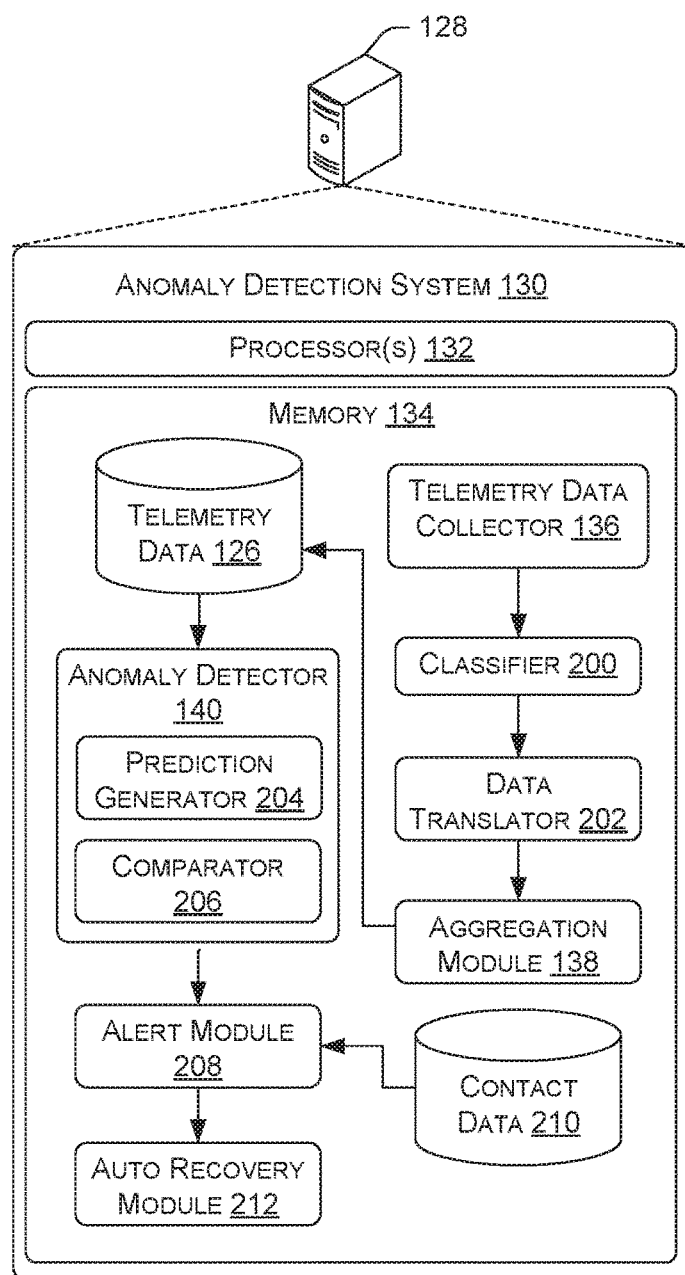 128
ANOMALY DETECTION SYSTEM 130
PROCESSOR(S) 132
MEMORY 134
TELEMETRY
DATA 126
TELEMETRY DATA
COLLECTOR 136
CLASSIFIER 200
ANOMALY DETECTOR
140
PREDICTION
GENERATOR 204
COMPARATOR
206
DATA
TRANSLATOR 202
AGGREGATION
MODULE 138
ALERT MODULE
208
CONTACT
DATA 210
AUTO RECOVERY
MODULE 212